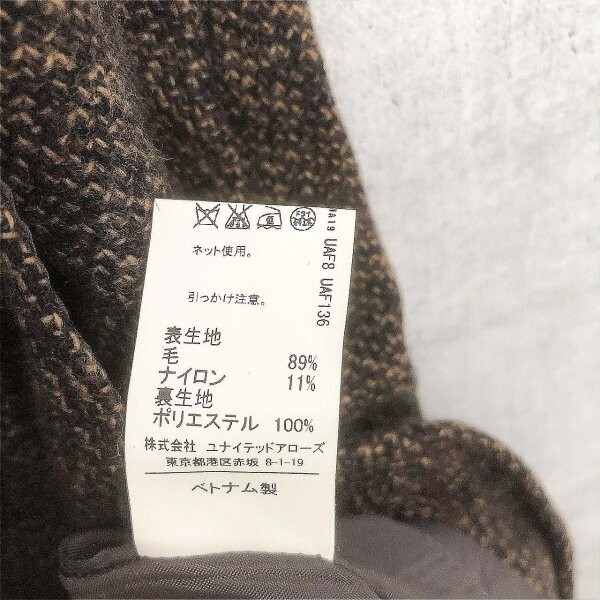 ネット使用。
引っかけ注意。
表生地
毛 89%
ナイロン 11%
裏生地
ポリエステル 100%
株式会社 ユナイテッドアローズ
東京都港区赤坂 8-1-19
ベトナム製
UAF8 UAF136